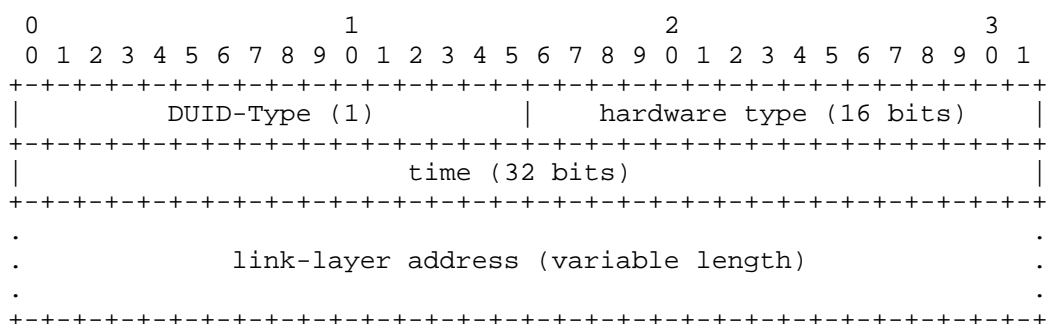 0                   1                   2                   3
 0 1 2 3 4 5 6 7 8 9 0 1 2 3 4 5 6 7 8 9 0 1 2 3 4 5 6 7 8 9 0 1
+-+-+-+-+-+-+-+-+-+-+-+-+-+-+-+-+-+-+-+-+-+-+-+-+-+-+-+-+-+-+-+-+
|         DUID-Type (1)         |    hardware type (16 bits)    |
+-+-+-+-+-+-+-+-+-+-+-+-+-+-+-+-+-+-+-+-+-+-+-+-+-+-+-+-+-+-+-+-+
|                        time (32 bits)                         |
+-+-+-+-+-+-+-+-+-+-+-+-+-+-+-+-+-+-+-+-+-+-+-+-+-+-+-+-+-+-+-+-+
.                                                               .
.             link-layer address (variable length)              .
.                                                               .
+-+-+-+-+-+-+-+-+-+-+-+-+-+-+-+-+-+-+-+-+-+-+-+-+-+-+-+-+-+-+-+-+